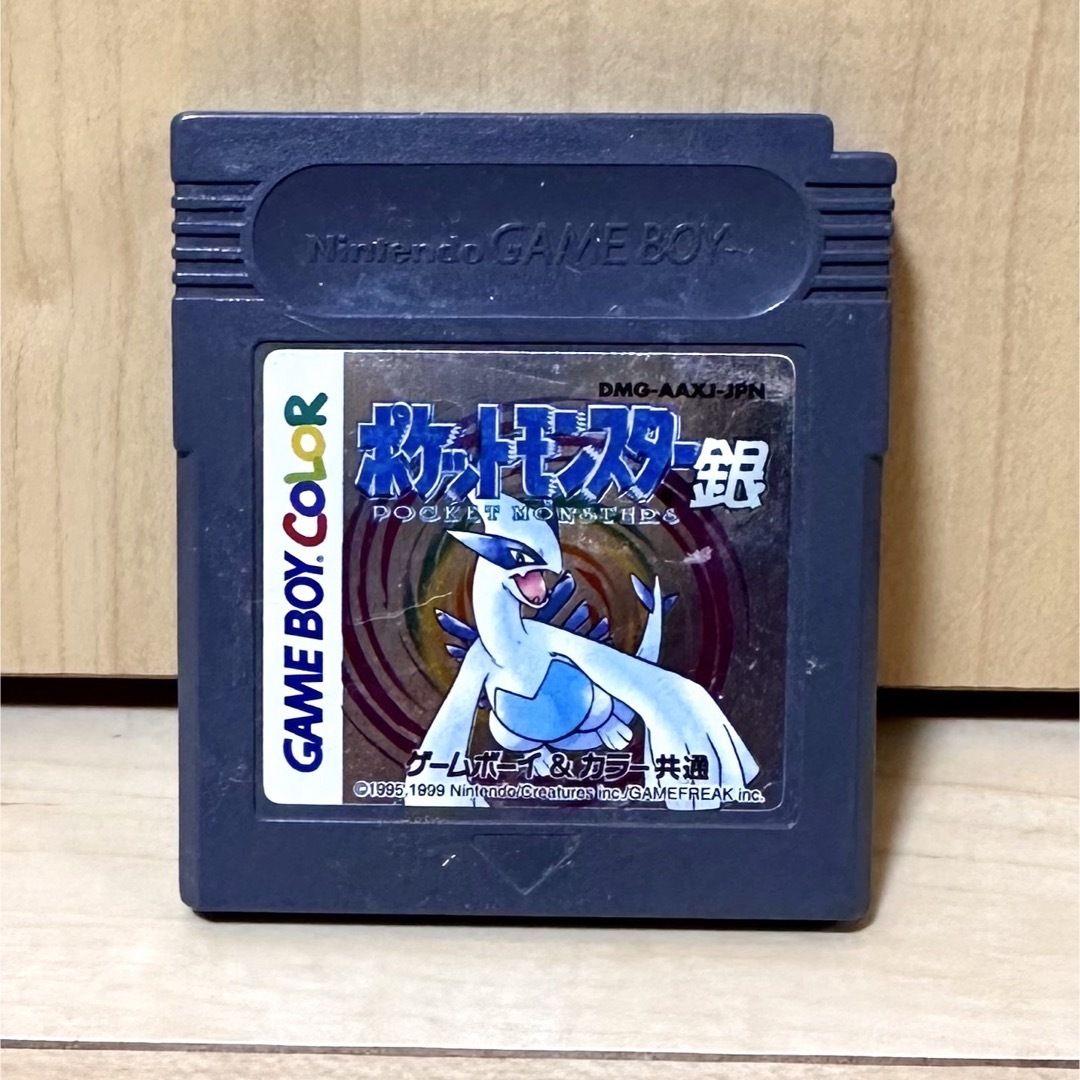 Nintendo GAME BOY
GAME BOY COLOR
DMG-AAXJ-JPN
ポケットモンスター銀
POCKET MONSTERS
ゲームボーイ & カラー共通
©1995,1999 Nintendo/Creatures inc./GAMEFREAK inc.